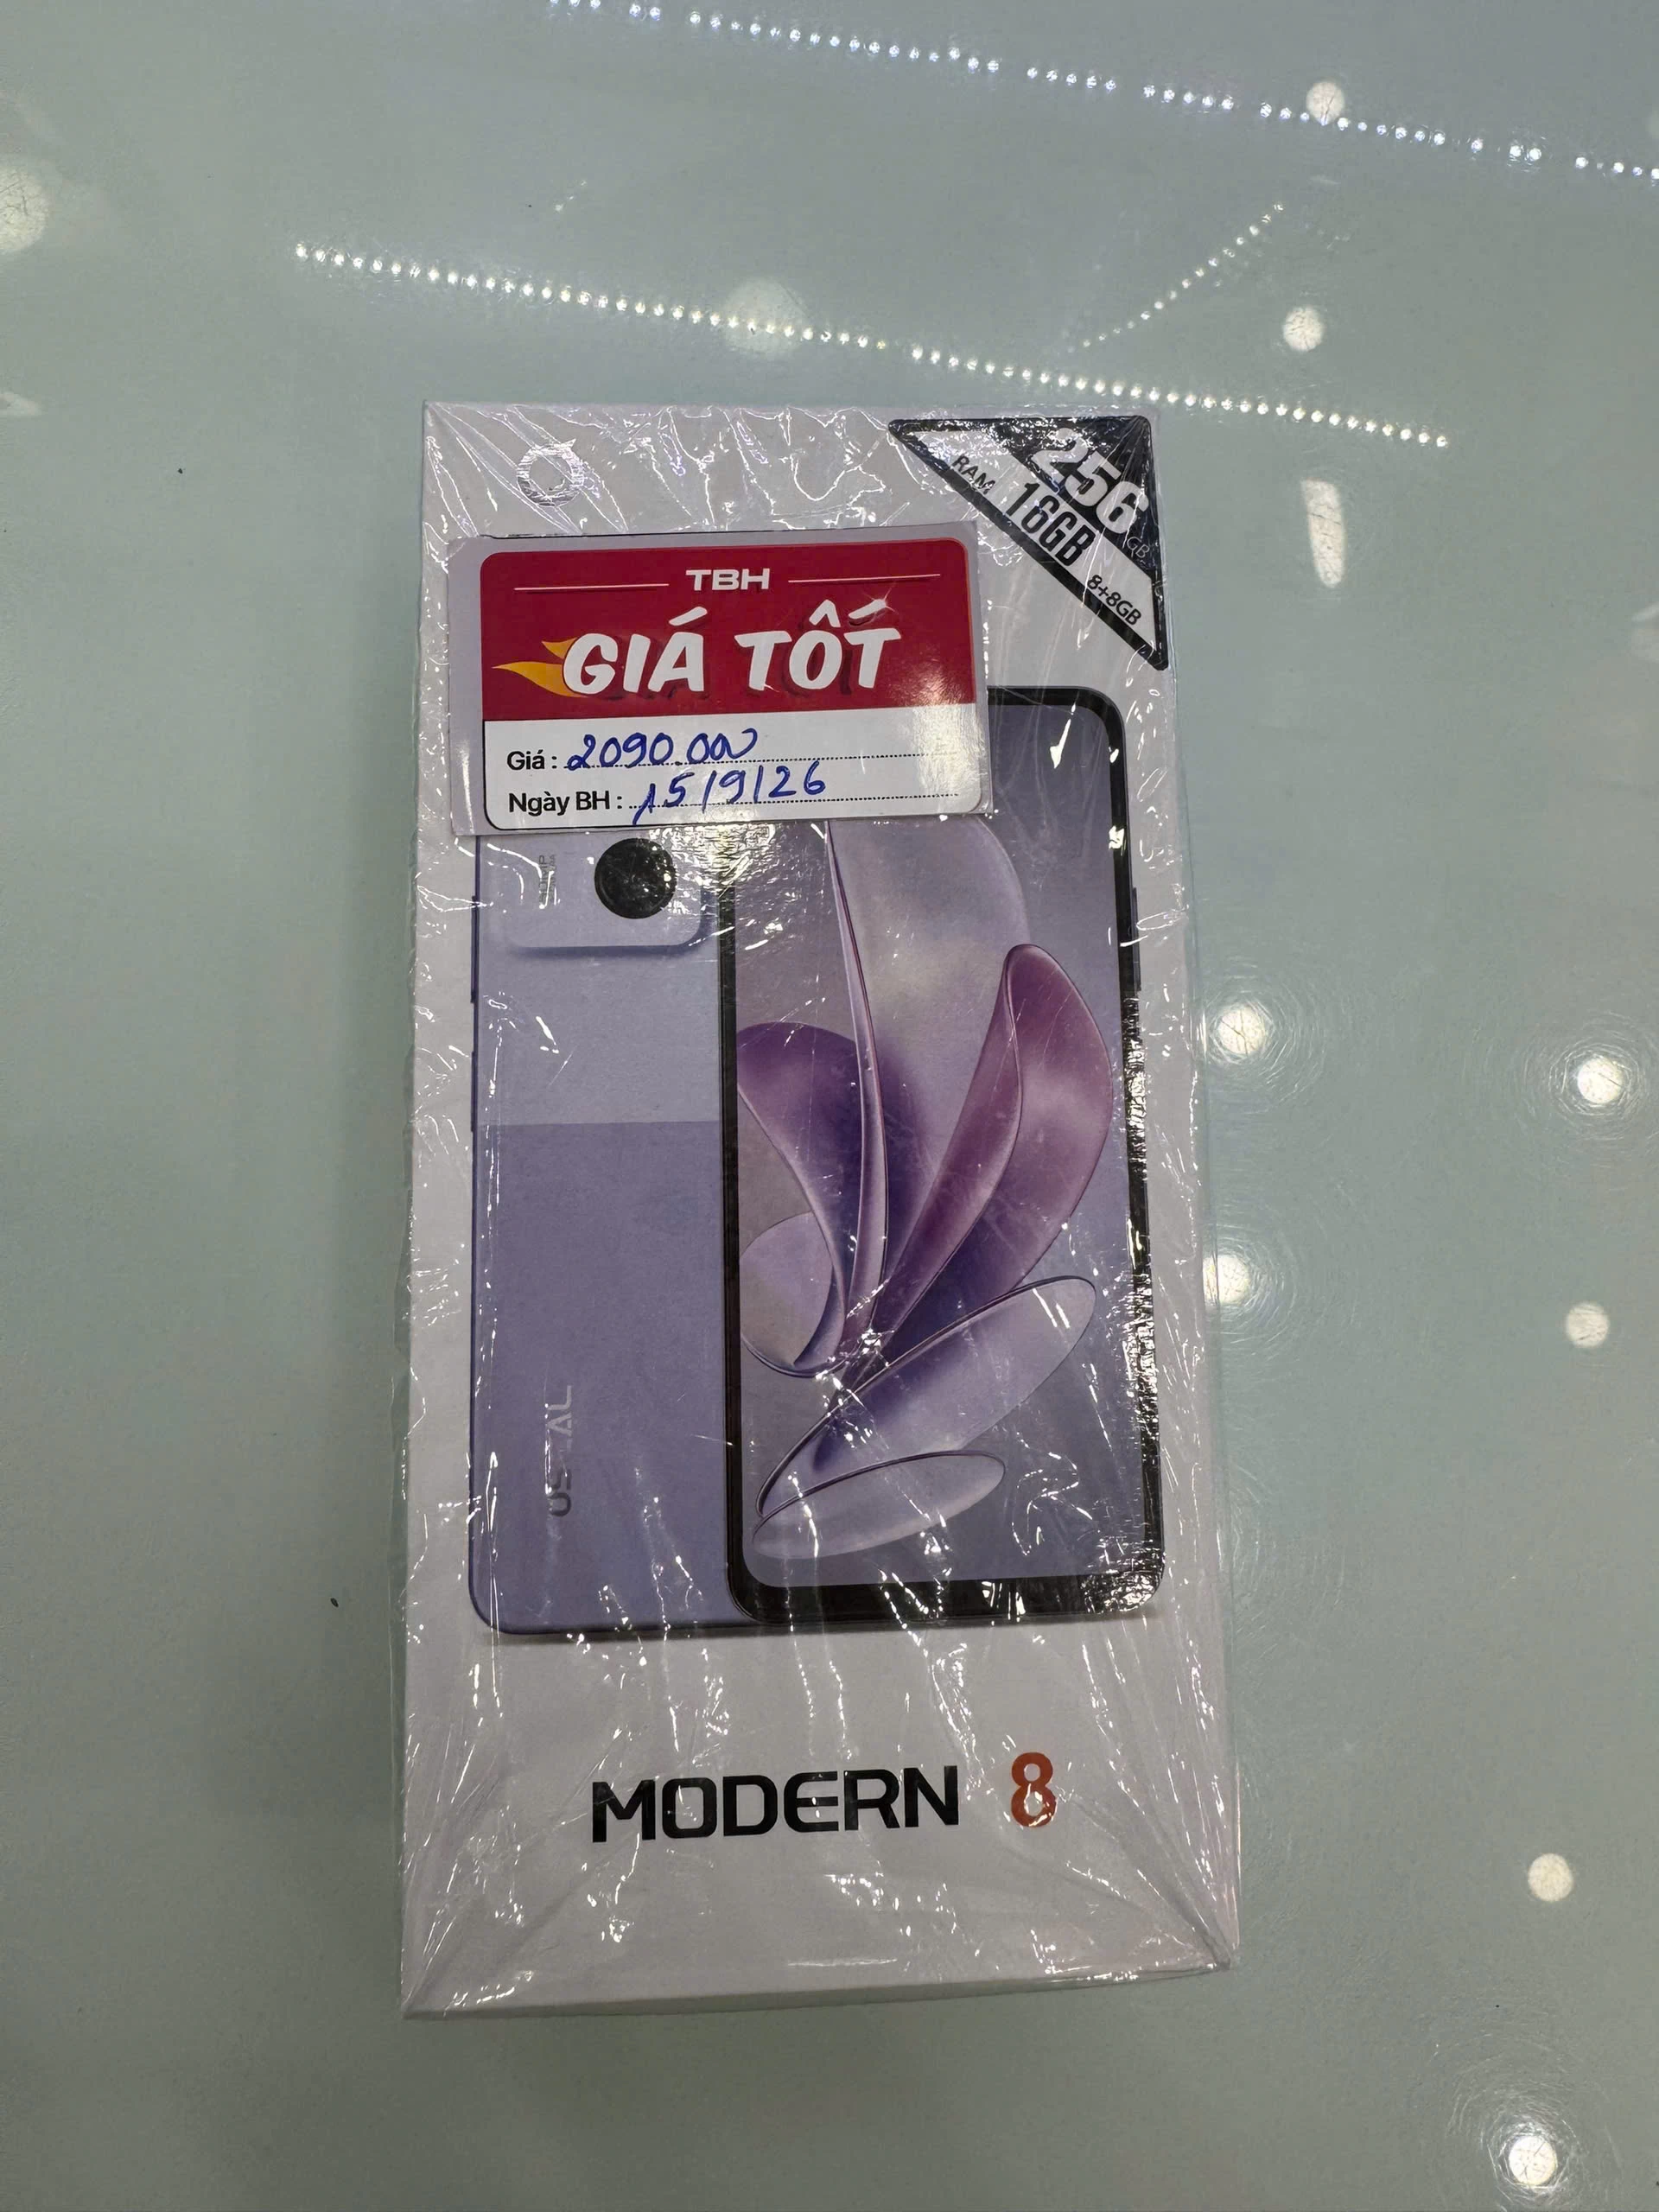 256GB
RAM 16GB
8+8GB
TBH
GIÁ TỐT
Giá : 2090.000
Ngày BH : 15/9/26
MODERN 8